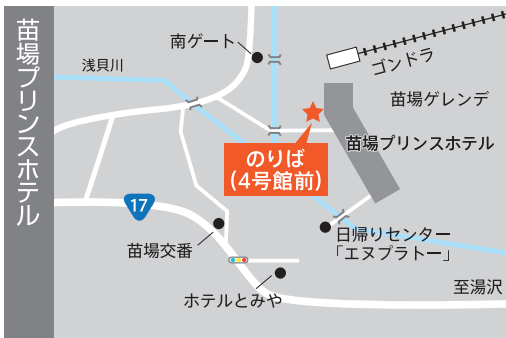 苗場プリンスホテル
南ゲート
浅貝川
ゴンドラ
苗場ゲレンデ
苗場プリンスホテル
のりば
(4号館前)
17
苗場交番
日帰りセンター
「エヌプラトー」
ホテルとみや
至湯沢